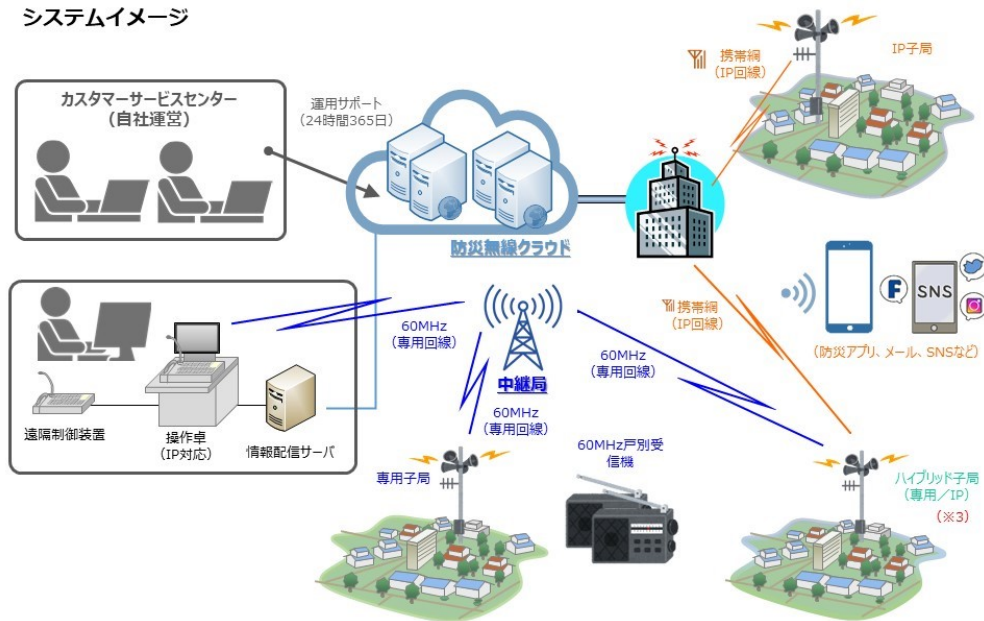 システムイメージ
カスタマーサービスセンター
(自社運営)
運用サポート
(24時間365日)
防災無線クラウド
携帯網
(IP回線)
IP子局
携帯網
(IP回線)
F
SNS
(防災アプリ、メール、SNSなど)
60MHz
(専用回線)
中継局
60MHz
(専用回線)
60MHz
(専用回線)
遠隔制御装置
操作卓
(IP対応)
情報配信サーバ
専用子局
60MHz戸別受
信機
ハイブリッド子局
(専用/IP)
(※3)